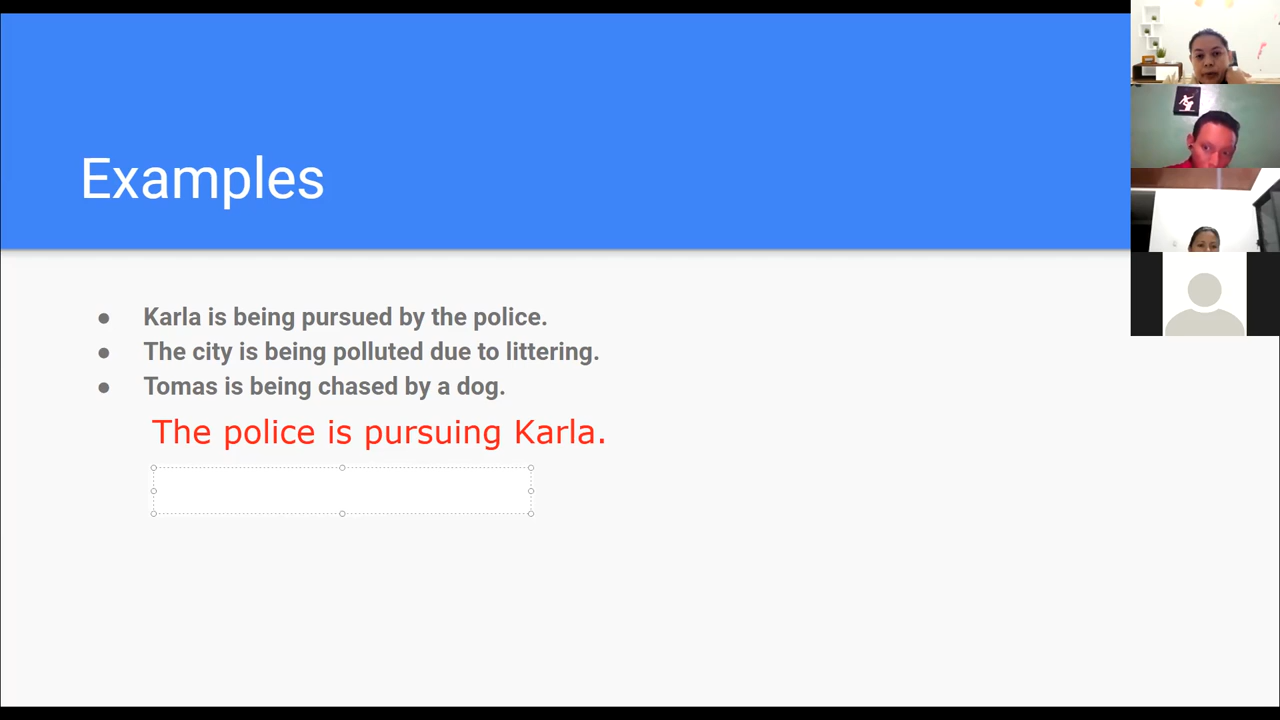 Examples
● Karla is being pursued by the police.
● The city is being polluted due to littering.
● Tomas is being chased by a dog.
The police is pursuing Karla.